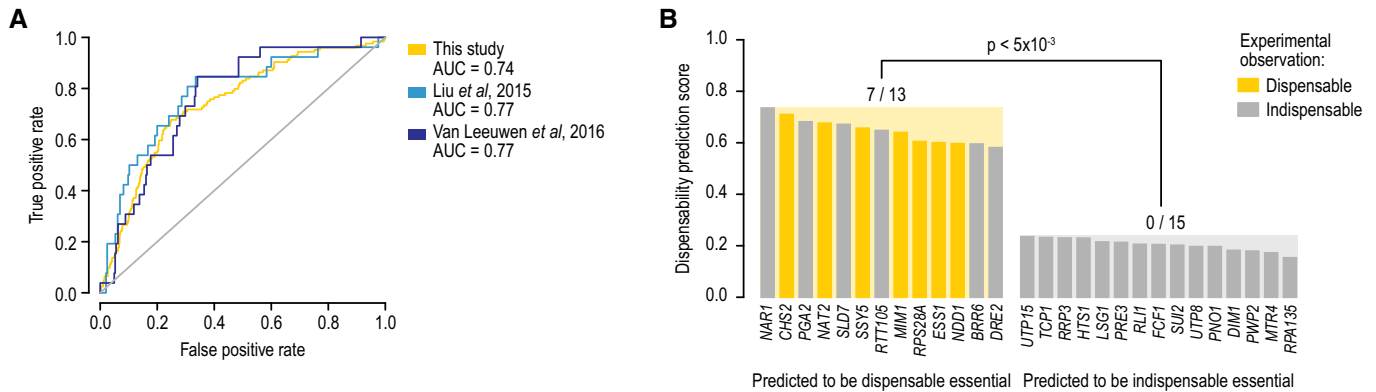 A
True positive rate
1.0
0.8
0.6
0.4
0.2
0.0
0.0 0.2 0.4 0.6 0.8 1.0
False positive rate
This study
AUC = 0.74
Liu et al, 2015
AUC = 0.77
Van Leeuwen et al, 2016
AUC = 0.77
B
Dispensability prediction score
1.0
0.8
0.6
0.4
0.2
0.0
p < 5x10-3
7 / 13
0 / 15
Experimental
observation:
Dispensable
Indispensable
NAR1
CHS2
PGA2
NAT2
SLD7
SSY5
RTT105
MIM1
RPS28A
ESS1
NDD1
BRR6
DRE2
UTP15
TCP1
RRP3
HTS1
LSG1
PRE3
RLI1
FCF1
SUI2
UTP8
PNO1
DIM1
PWP2
MTR4
RPA135
Predicted to be dispensable essential
Predicted to be indispensable essential